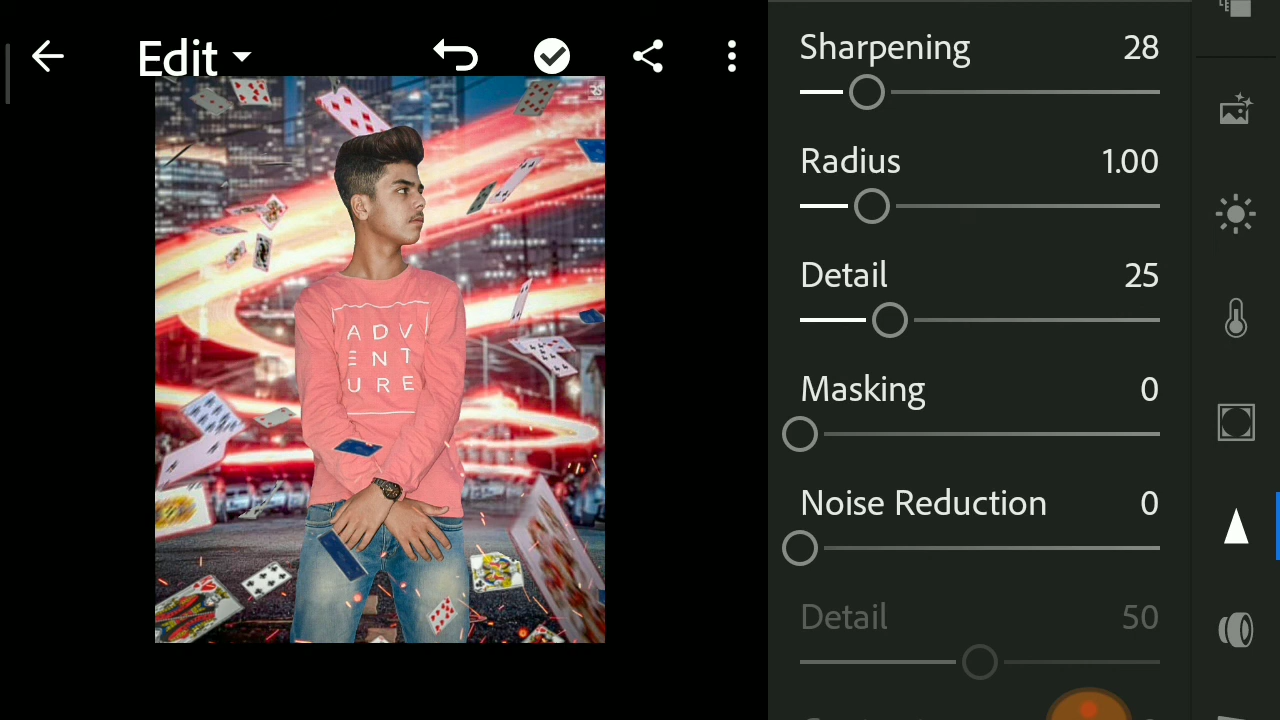 Edit
Sharpening 28
Radius 1.00
Detail 25
Masking 0
Noise Reduction 0
Detail 50
ADV
ENT
URE